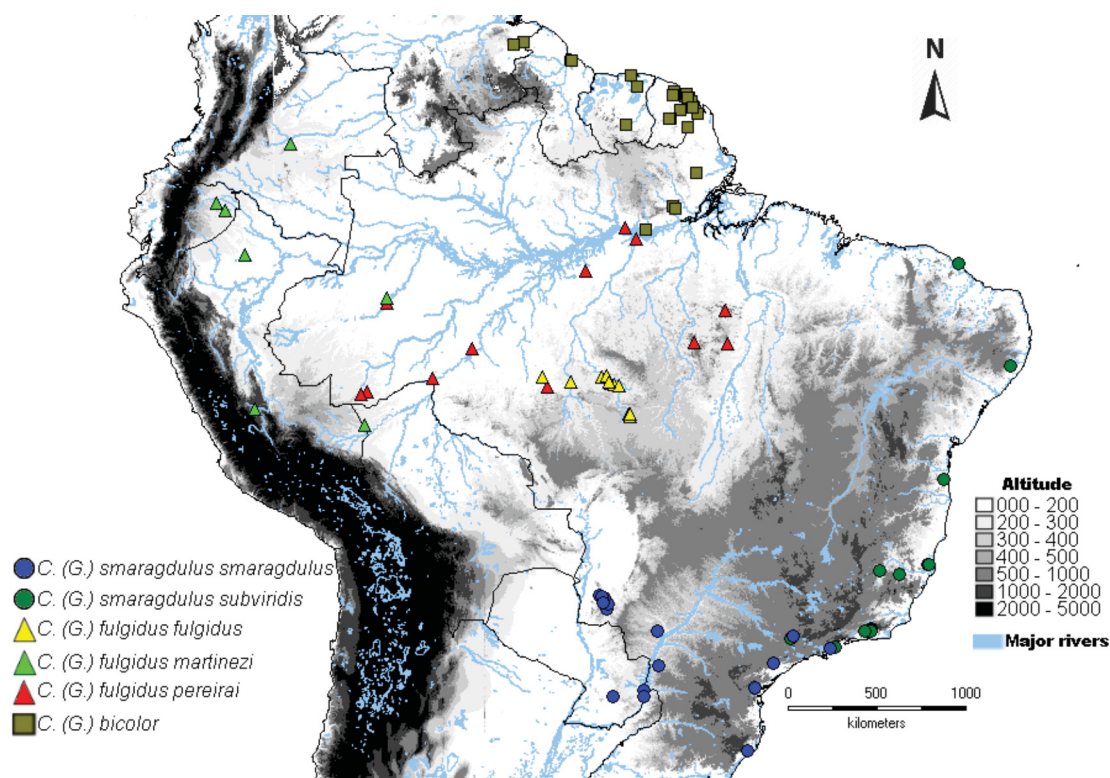 N
Altitude
000 - 200
200 - 300
300 - 400
400 - 500
500 - 1000
1000 - 2000
2000 - 5000
Major rivers
0 500 1000
kilometers
C. (G.) smaragdulus smaragdulus
C. (G.) smaragdulus subviridis
C. (G.) fulgidus fulgidus
C. (G.) fulgidus martinezi
C. (G.) fulgidus pereirai
C. (G.) bicolor